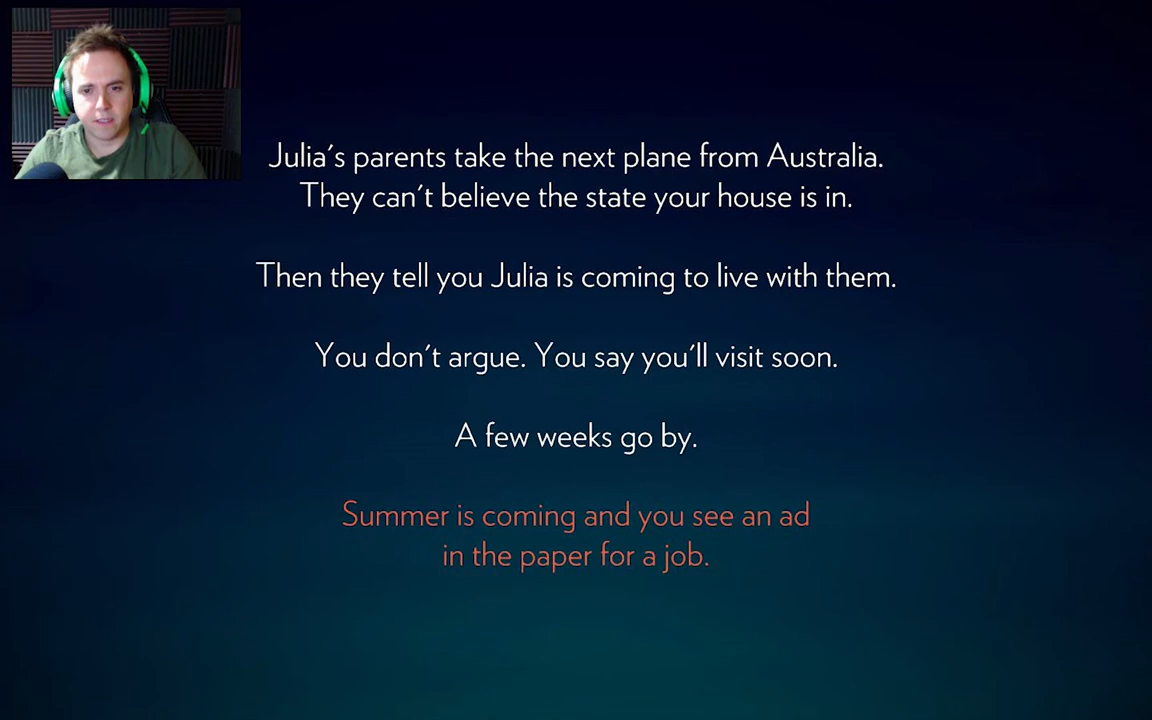 Julia's parents take the next plane from Australia.
They can't believe the state your house is in.
Then they tell you Julia is coming to live with them.
You don't argue. You say you'll visit soon.
A few weeks go by.
Summer is coming and you see an ad
in the paper for a job.